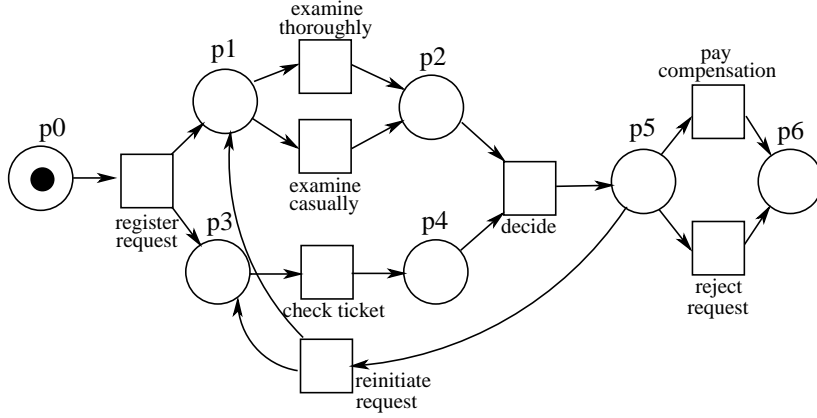 examine
thoroughly
p1
p2
pay
compensation
p0
p5
p6
examine
casually
register
request
p3
p4
decide
check ticket
reject
request
reinitiate
request